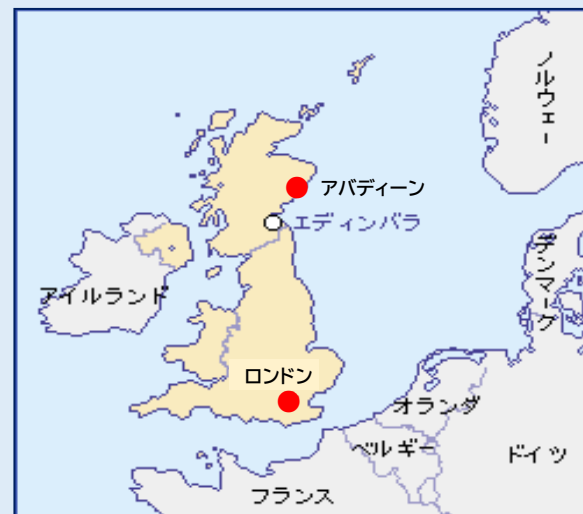 ノルウェー
アバディーン
エディンバラ
デンマーク
アイルランド
ロンドン
オランダ
ベルギー
ドイツ
フランス